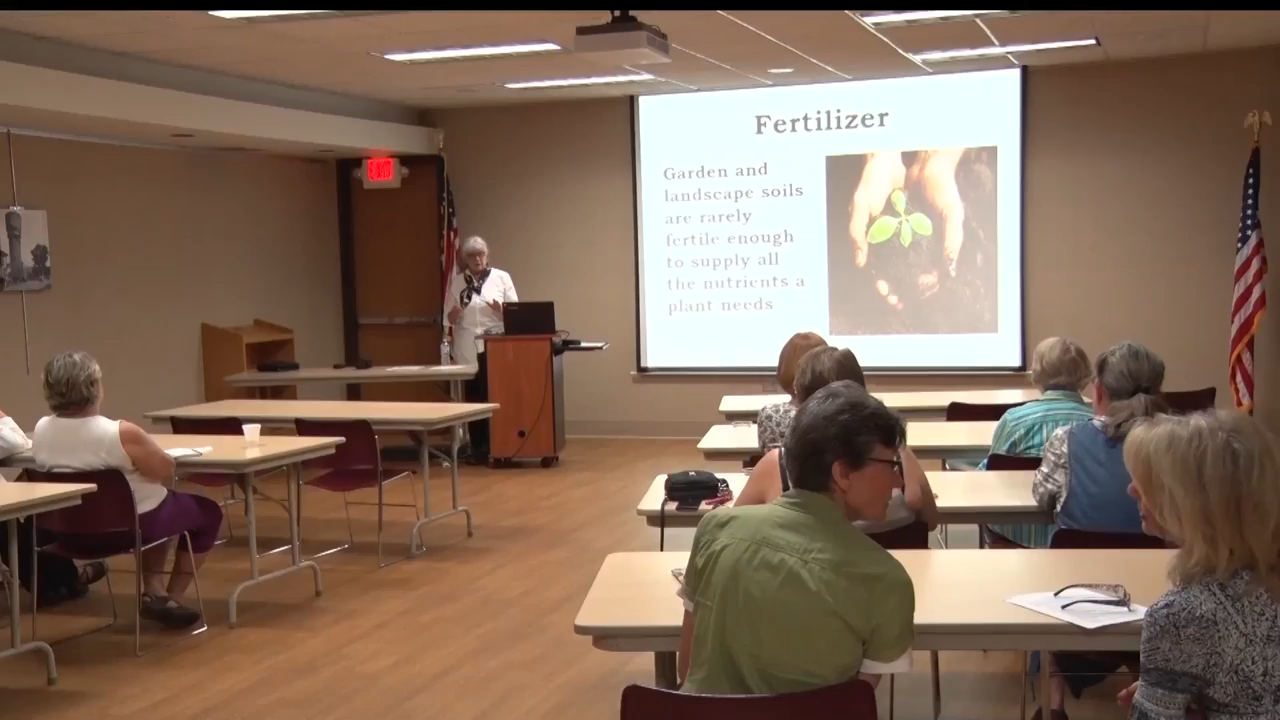 Fertilizer
Garden and
landscape soils
are rarely
fertile enough
to supply all
the nutrients a
plant needs